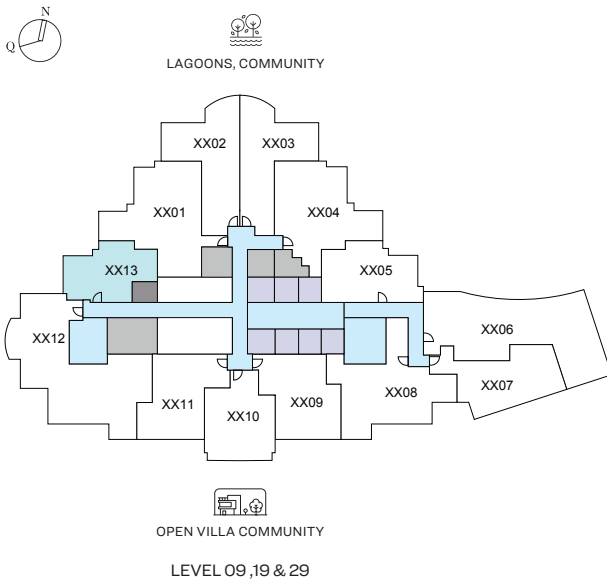 N
Q
LAGOONS, COMMUNITY
XX02 XX03
XX01 XX04
XX13 XX05
XX12 XX06
XX11 XX10 XX09 XX08 XX07
OPEN VILLA COMMUNITY
LEVEL 09 ,19 & 29